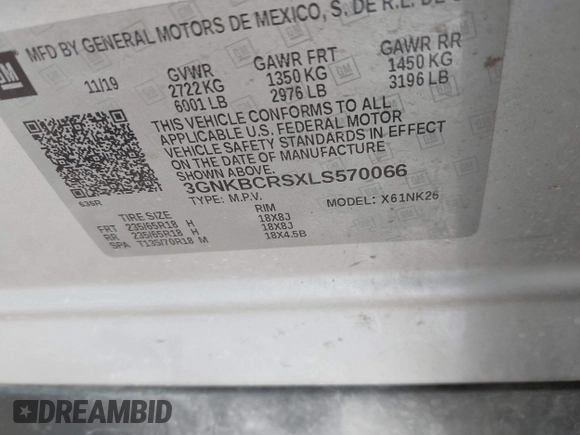 MFD BY GENERAL MOTORS DE MEXICO, S. DE R.L. DE
GM
11/19 GVWR GAWR FRT GAWR RR
2722 KG 1350 KG 1450 KG
6001 LB 2976 LB 3196 LB
THIS VEHICLE CONFORMS TO ALL
APPLICABLE U.S. FEDERAL MOTOR
VEHICLE SAFETY STANDARDS IN EFFECT
ON THE DATE OF MANUFACTURE
SHOWN ABOVE.
3GNKBCRSXLS570066
TYPE: M.P.V. MODEL: X61NK26
635R
TIRE SIZE RIM
FRT 235/65R18 H 18X8J
RR 235/65R18 H 18X8J
SPA T135/70R18 M 18X4.5B
DREAMBID